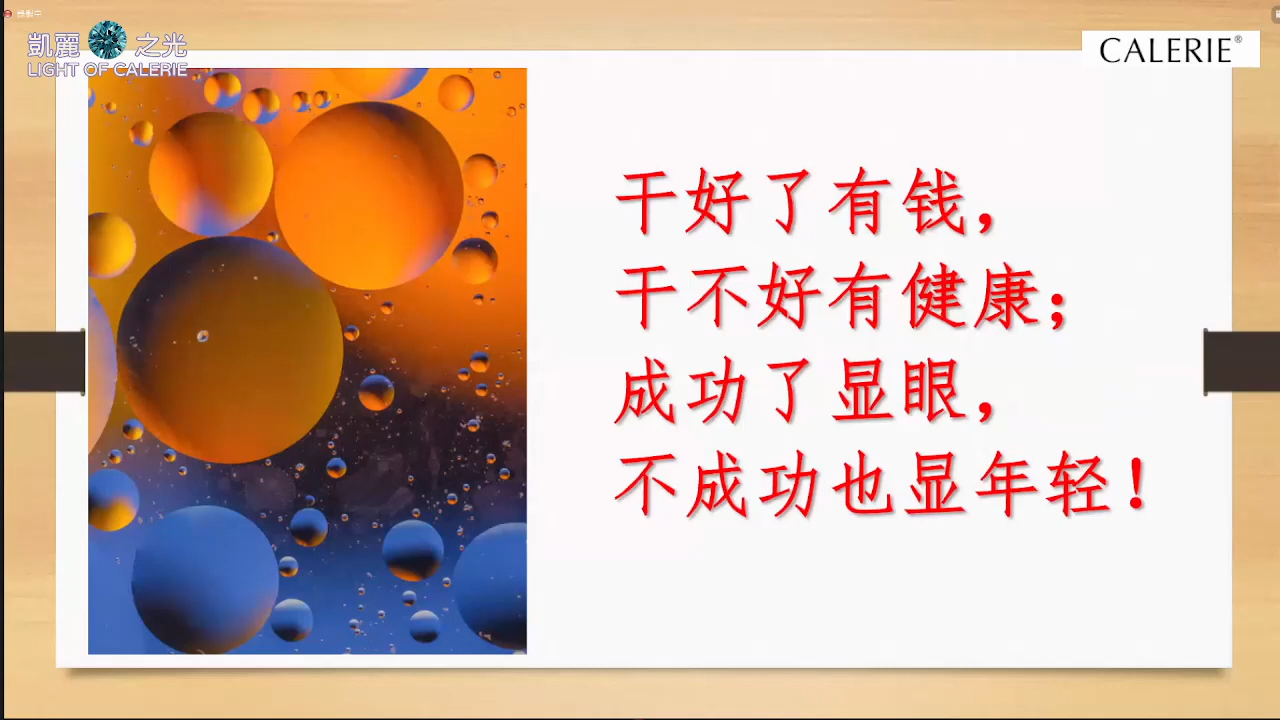 凱麗之光
LIGHT OF CALERIE
CALERIE®
干好了有钱，
干不好有健康；
成功了显眼，
不成功也显年轻！